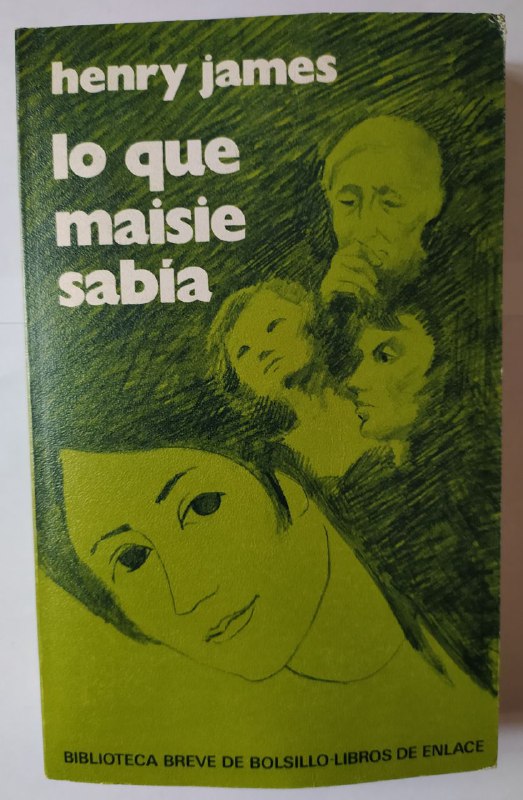 henry james
lo que
maisie
sabía
BIBLIOTECA BREVE DE BOLSILLO-LIBROS DE ENLACE